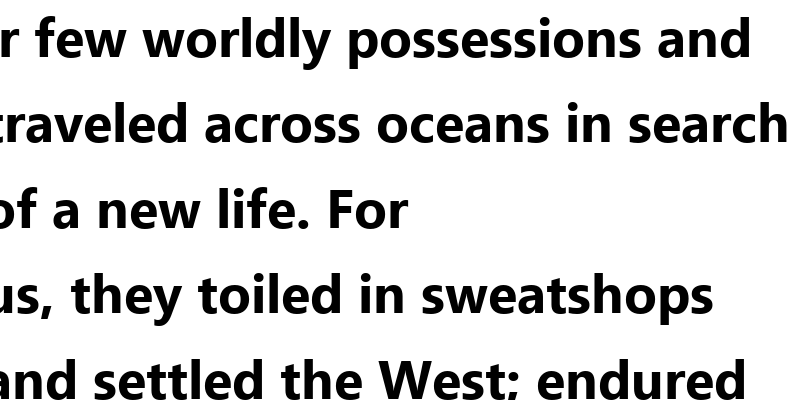 r few worldly possessions and
traveled across oceans in search
of a new life. For
us, they toiled in sweatshops
and settled the West; endured